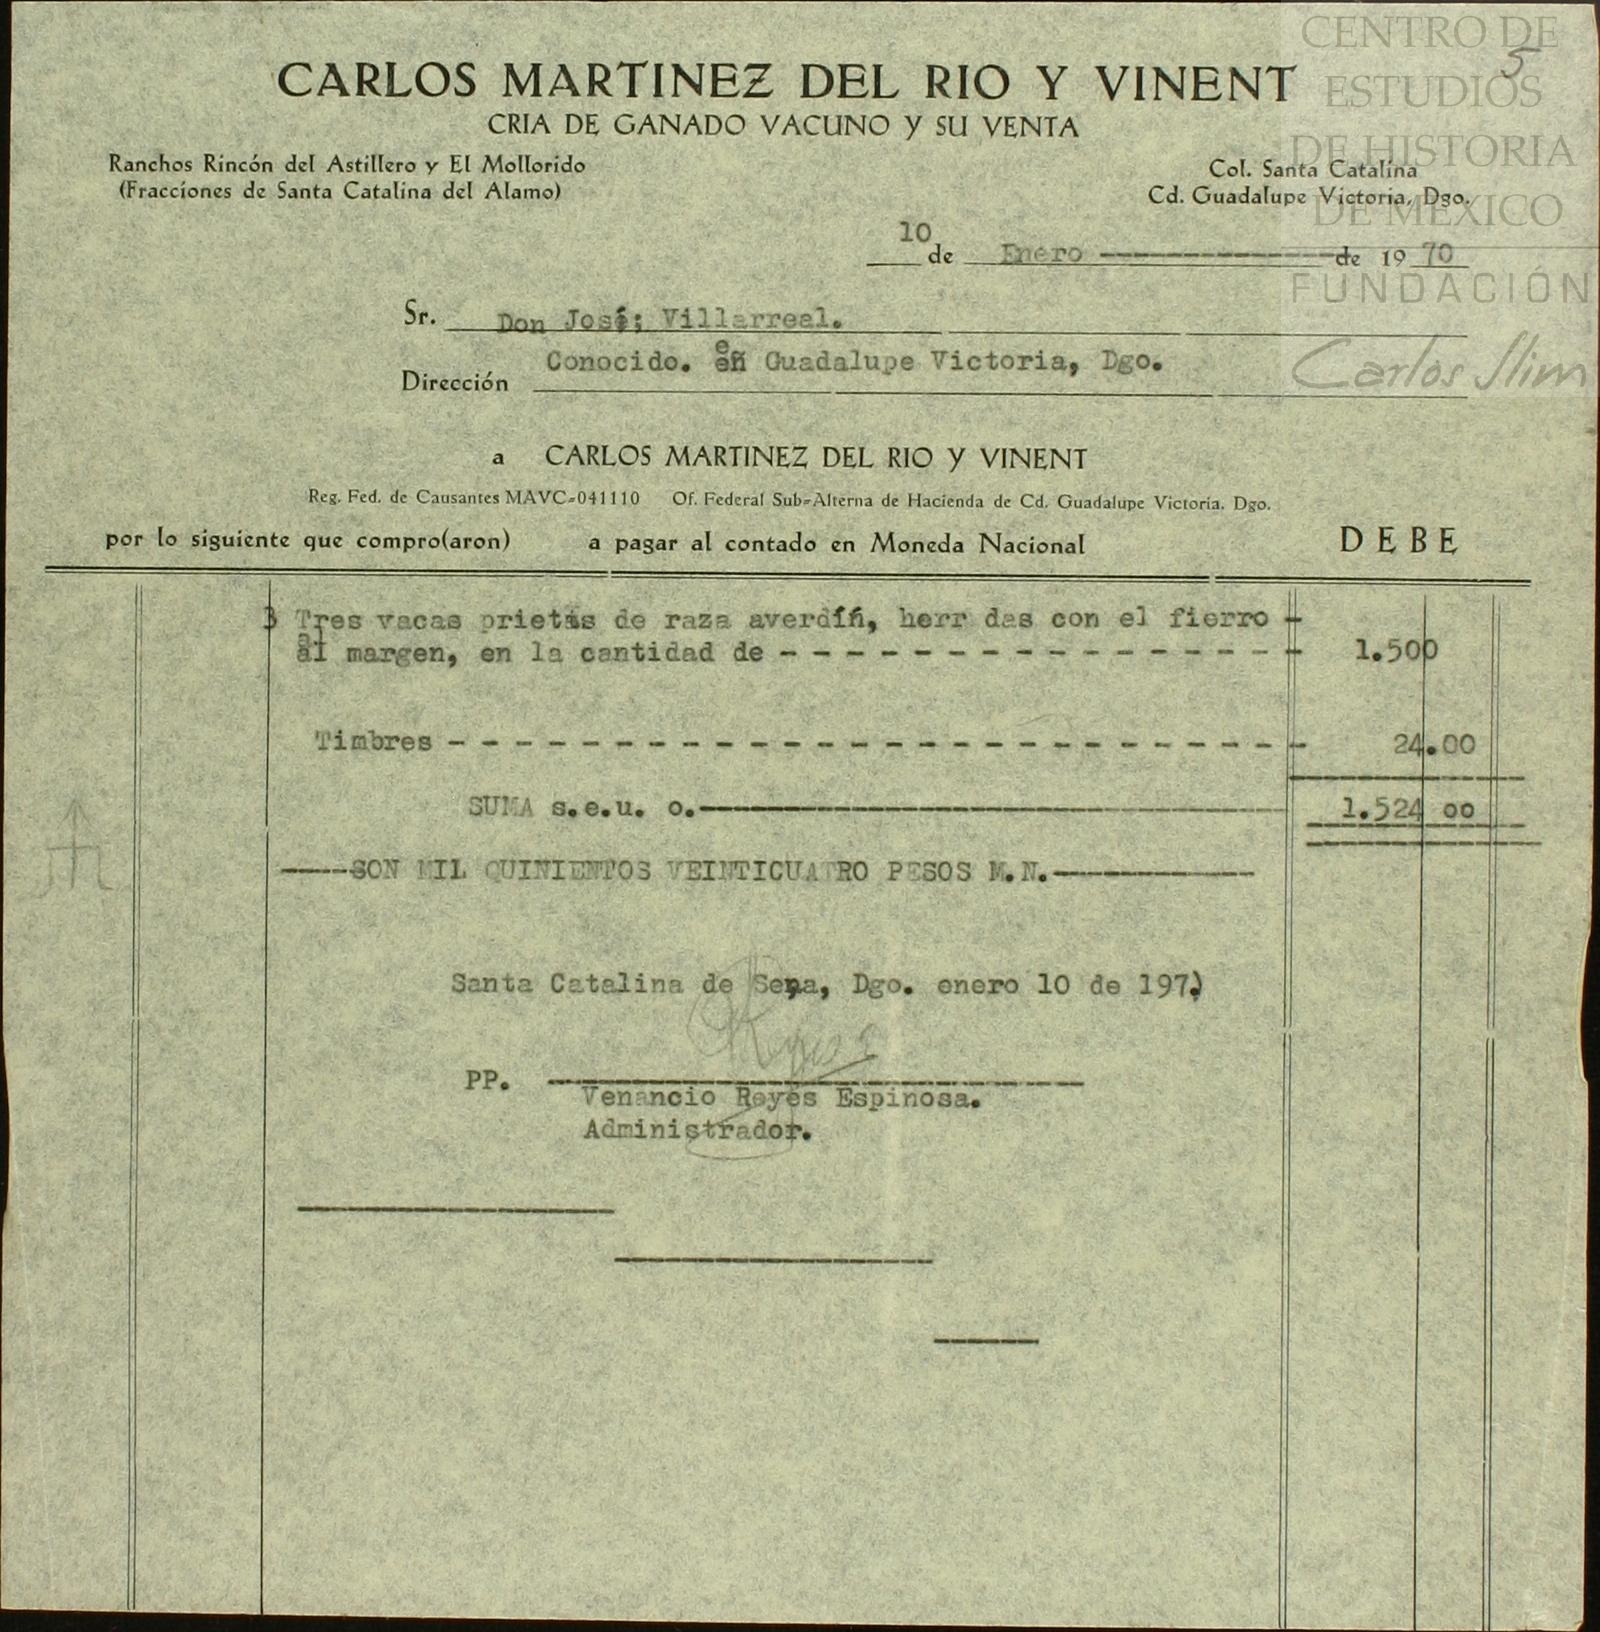 CENTRO DE
ESTUDIOS
DE HISTORIA
DE MÉXICO
FUNDACIÓN
Carlos Slim
5
CARLOS MARTINEZ DEL RIO Y VINENT
CRIA DE GANADO VACUNO Y SU VENTA
Ranchos Rincón del Astillero y El Mollorido
(Fracciones de Santa Catalina del Alamo)
Col. Santa Catalina
Cd. Guadalupe Victoria, Dgo.
10 de Enero de 1970
Sr. Don José; Villarreal.
Dirección Conocido. en Guadalupe Victoria, Dgo.
a CARLOS MARTINEZ DEL RIO Y VINENT
Reg. Fed. de Causantes MAVC-041110 Of. Federal Sub-Alterna de Hacienda de Cd. Guadalupe Victoria. Dgo.
por lo siguiente que compro(aron) a pagar al contado en Moneda Nacional DEBE
3 Tres vacas prietas de raza averdíñ, herr das con el fierro -
al margen, en la cantidad de - - - - - - - - - - - - - - - - 1.500
Timbres - - - - - - - - - - - - - - - - - - - - - - - - - - 24.00
SUMA s.e.u. o. 1.524 00
----SON MIL QUINIENTOS VEINTICUATRO PESOS M.N.----
Santa Catalina de Sena, Dgo. enero 10 de 197
PP.
Venancio Reyes Espinosa.
Administrador.